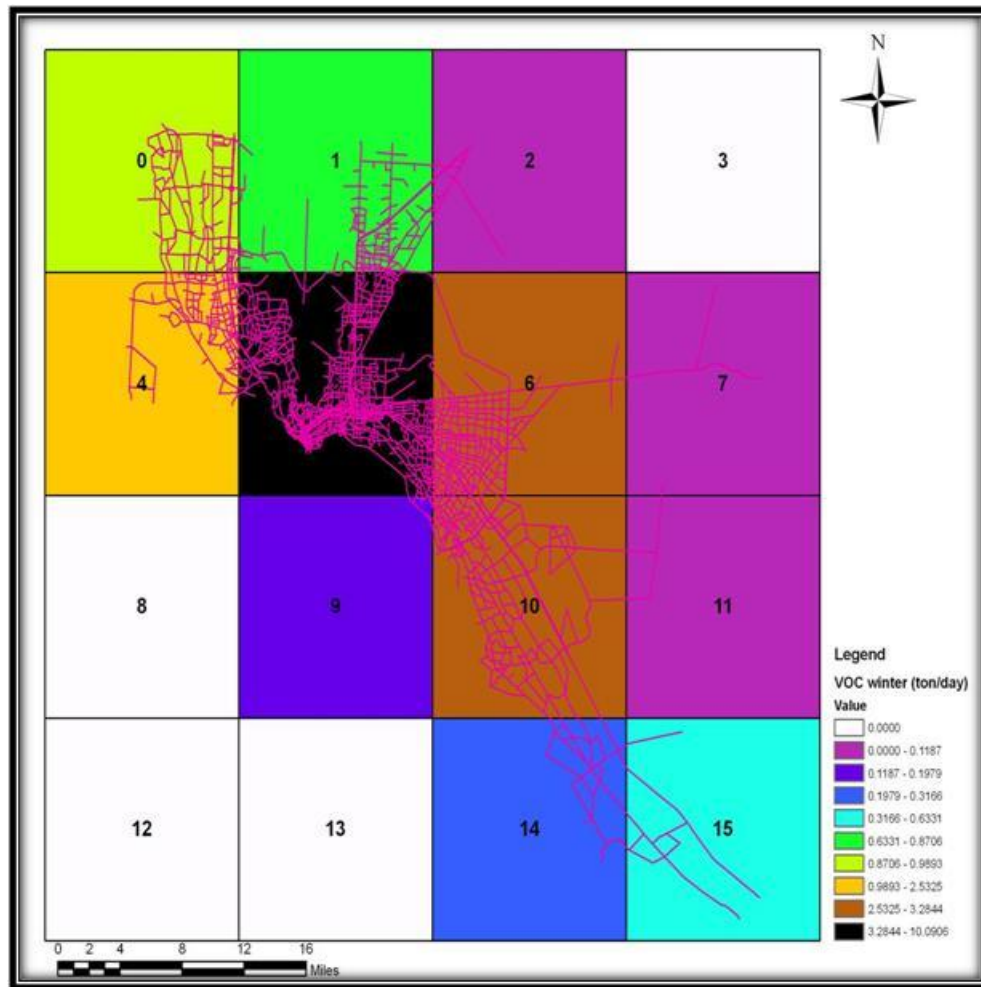 N
0 1 2 3
4 6 7
8 9 10 11
12 13 14 15
Legend
VOC winter (ton/day)
Value
0.0000
0.0000 - 0.1187
0.1187 - 0.1979
0.1979 - 0.3166
0.3166 - 0.6331
0.6331 - 0.8706
0.8706 - 0.9893
0.9893 - 2.5325
2.5325 - 3.2844
3.2844 - 10.0906
0 2 4 8 12 16
Miles